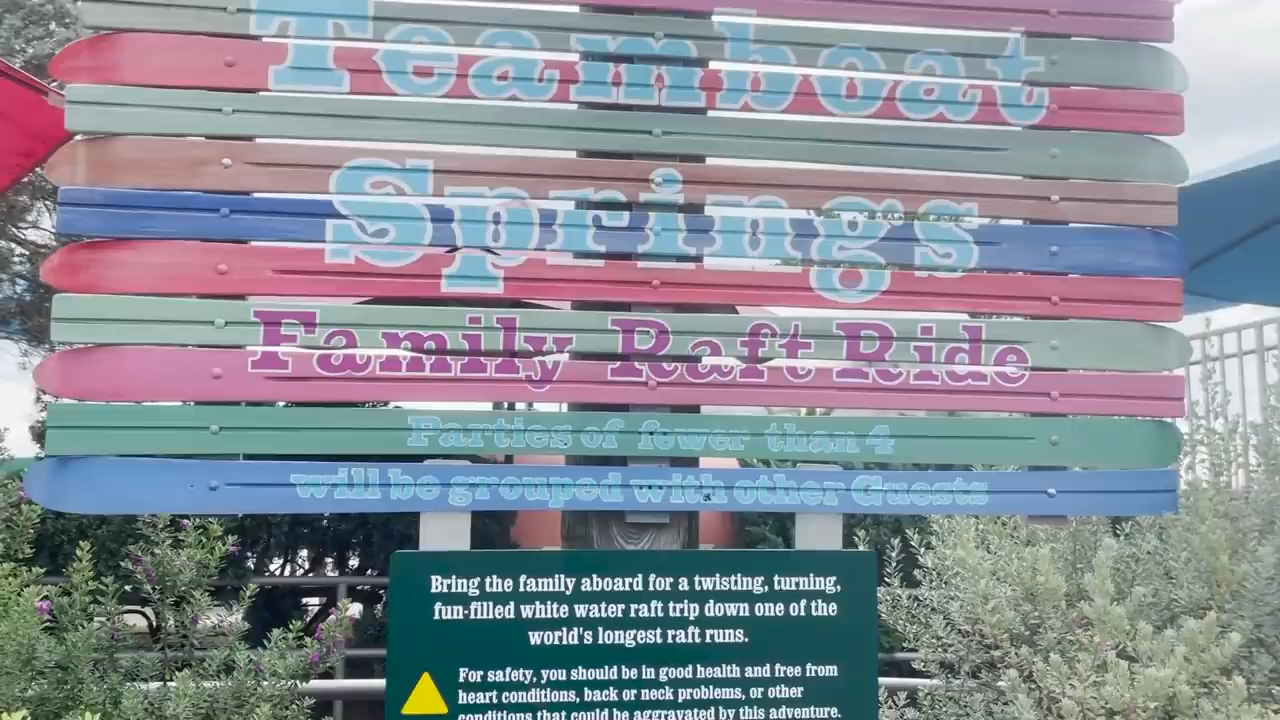 Teamboat
Springs
Family Raft Ride
Parties of fewer than 4
will be grouped with other Guests
Bring the family aboard for a twisting, turning,
fun-filled white water raft trip down one of the
world's longest raft runs.
For safety, you should be in good health and free from
heart conditions, back or neck problems, or other
conditions that could be aggravated by this adventure.